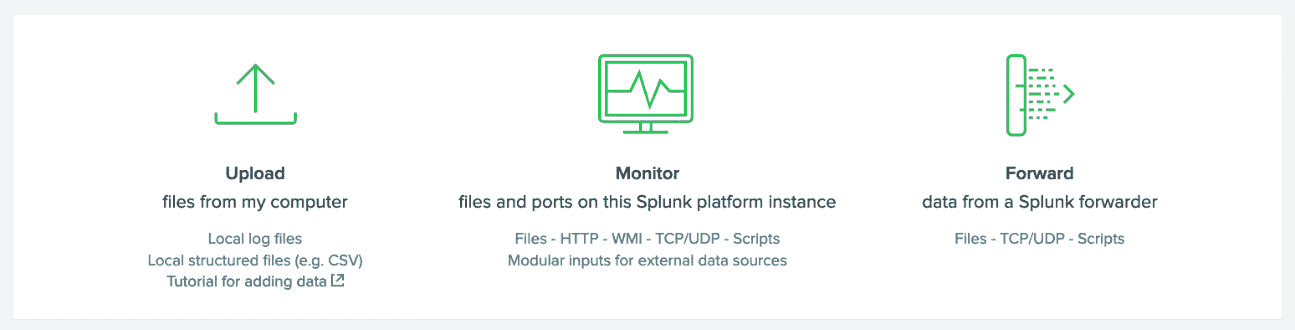 Upload
files from my computer
Local log files
Local structured files (e.g. CSV)
Tutorial for adding data
Monitor
files and ports on this Splunk platform instance
Files - HTTP - WMI - TCP/UDP - Scripts
Modular inputs for external data sources
Forward
data from a Splunk forwarder
Files - TCP/UDP - Scripts